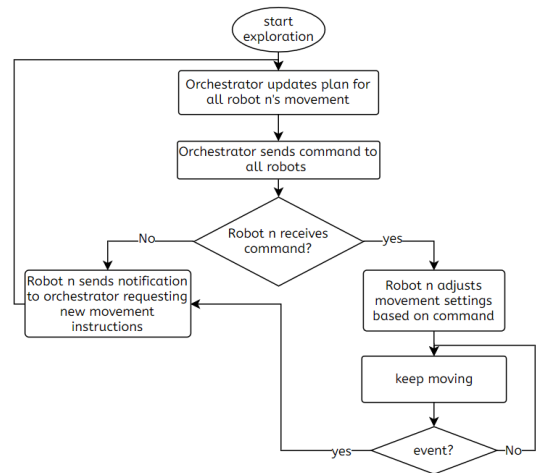 start
exploration
Orchestrator updates plan for
all robot n's movement
Orchestrator sends command to
all robots
Robot n receives
command?
No
yes
Robot n sends notification
to orchestrator requesting
new movement
instructions
Robot n adjusts
movement settings
based on command
keep moving
event?
yes
No